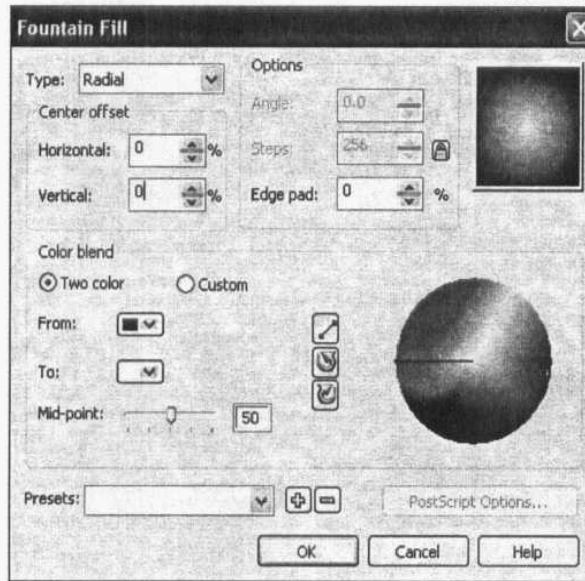 Fountain Fill
Type: Radial
Options
Center offset
Angle: 0.0
Horizontal: 0 %
Steps: 256
Vertical: 0 %
Edge pad: 0 %
Color blend
Two color Custom
From:
To:
Mid-point: 50
Presets:
PostScript Options...
OK Cancel Help